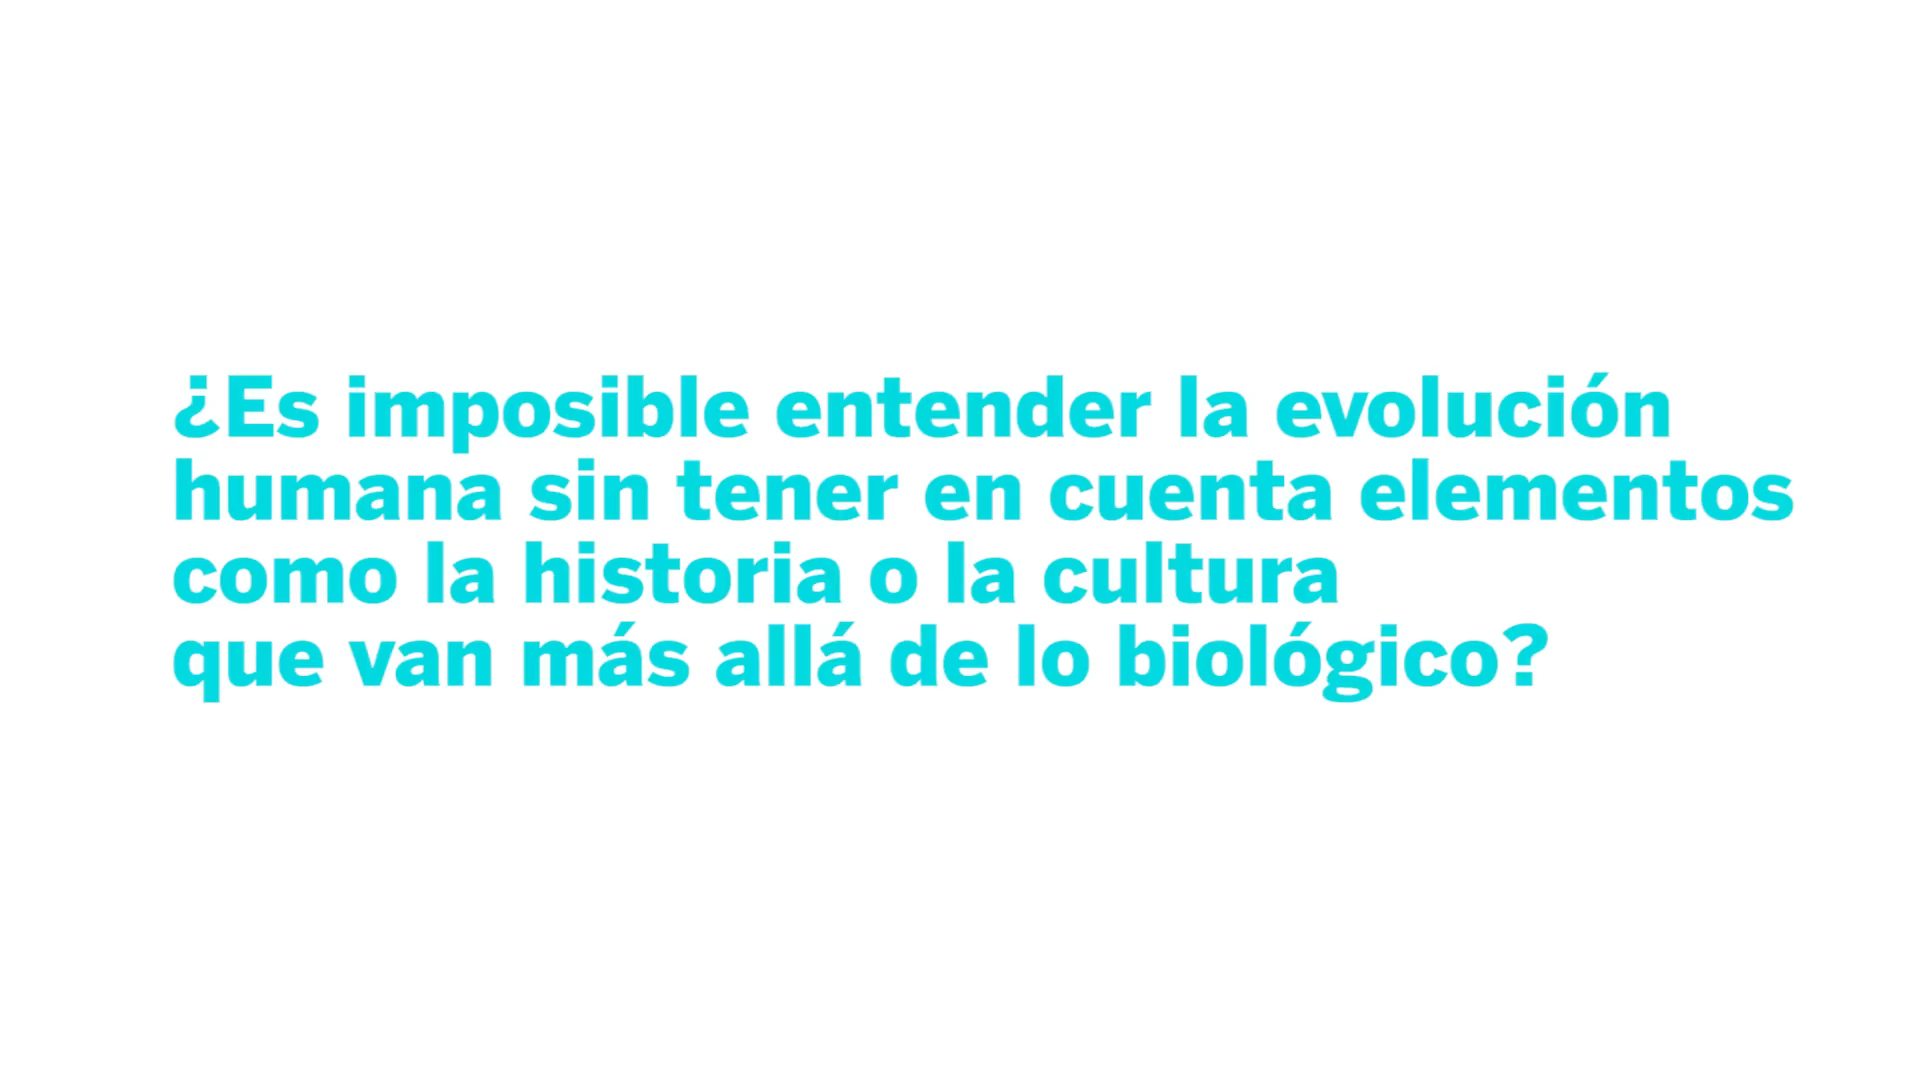 ¿Es imposible entender la evolución
humana sin tener en cuenta elementos
como la historia o la cultura
que van más allá de lo biológico?